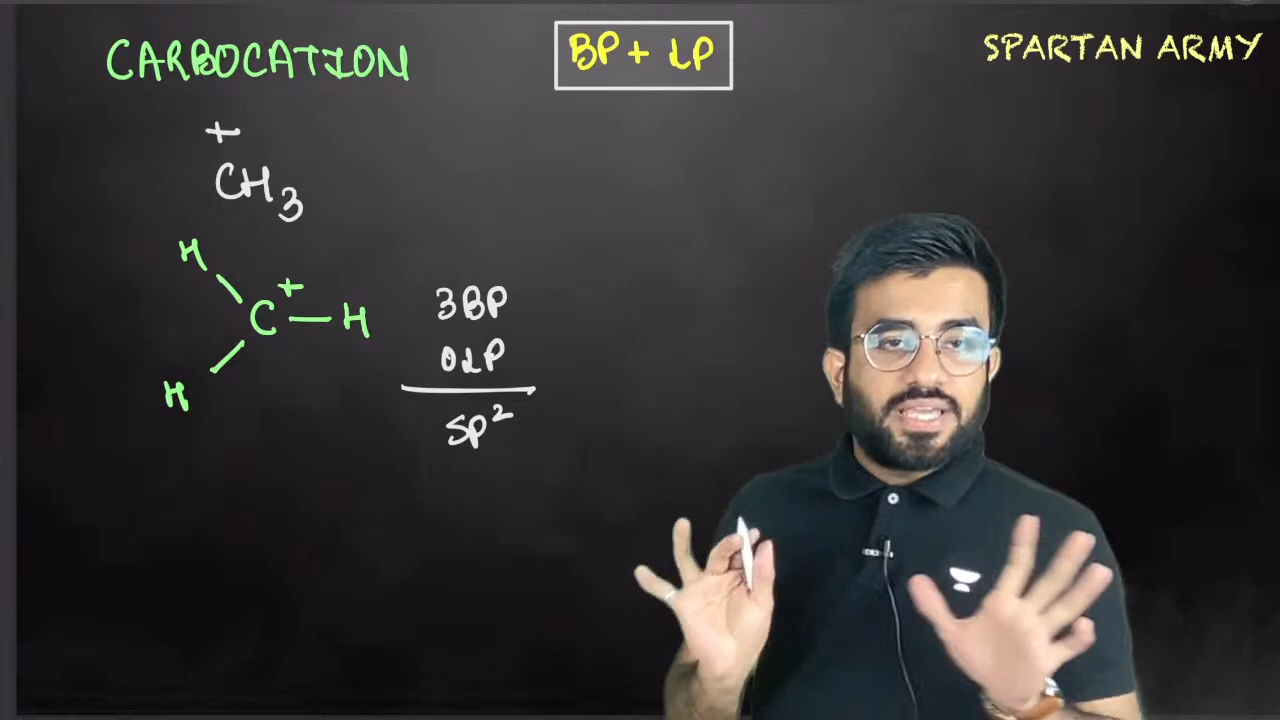 CARBOCATION
BP + LP
SPARTAN ARMY
+
CH3
H
C+ — H
H
3BP
0LP
SP²